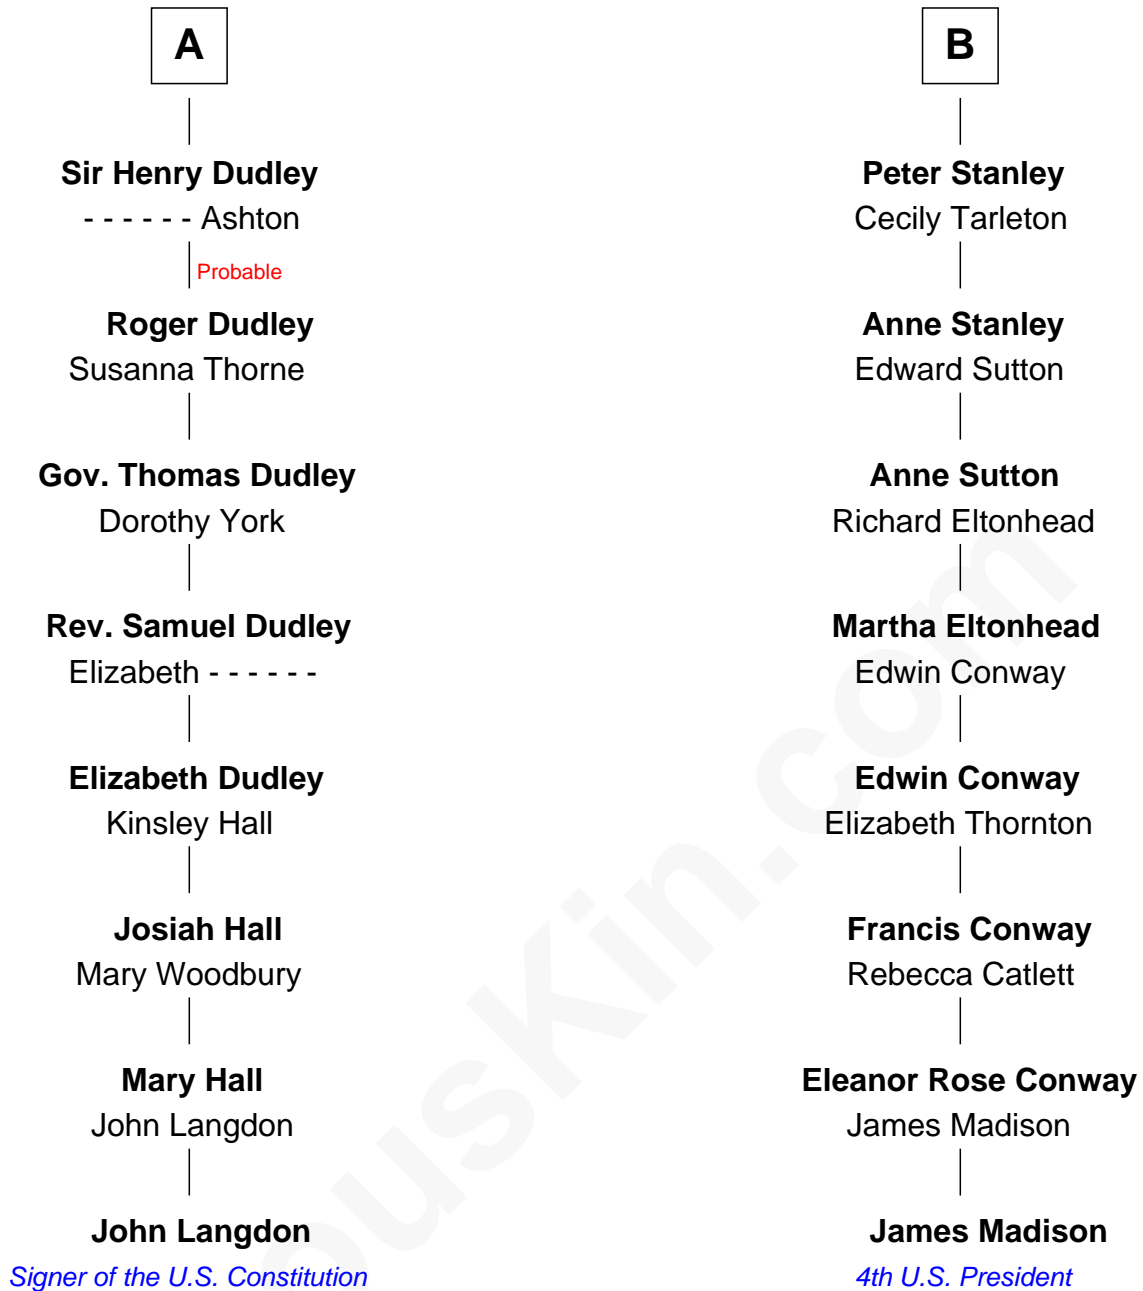 A
Sir Henry Dudley
- - - - - - Ashton
Probable
Roger Dudley
Susanna Thorne
Gov. Thomas Dudley
Dorothy York
Rev. Samuel Dudley
Elizabeth - - - - - -
Elizabeth Dudley
Kinsley Hall
Josiah Hall
Mary Woodbury
Mary Hall
John Langdon
John Langdon
Signer of the U.S. Constitution
B
Peter Stanley
Cecily Tarleton
Anne Stanley
Edward Sutton
Anne Sutton
Richard Eltonhead
Martha Eltonhead
Edwin Conway
Edwin Conway
Elizabeth Thornton
Francis Conway
Rebecca Catlett
Eleanor Rose Conway
James Madison
James Madison
4th U.S. President
ousKin.com